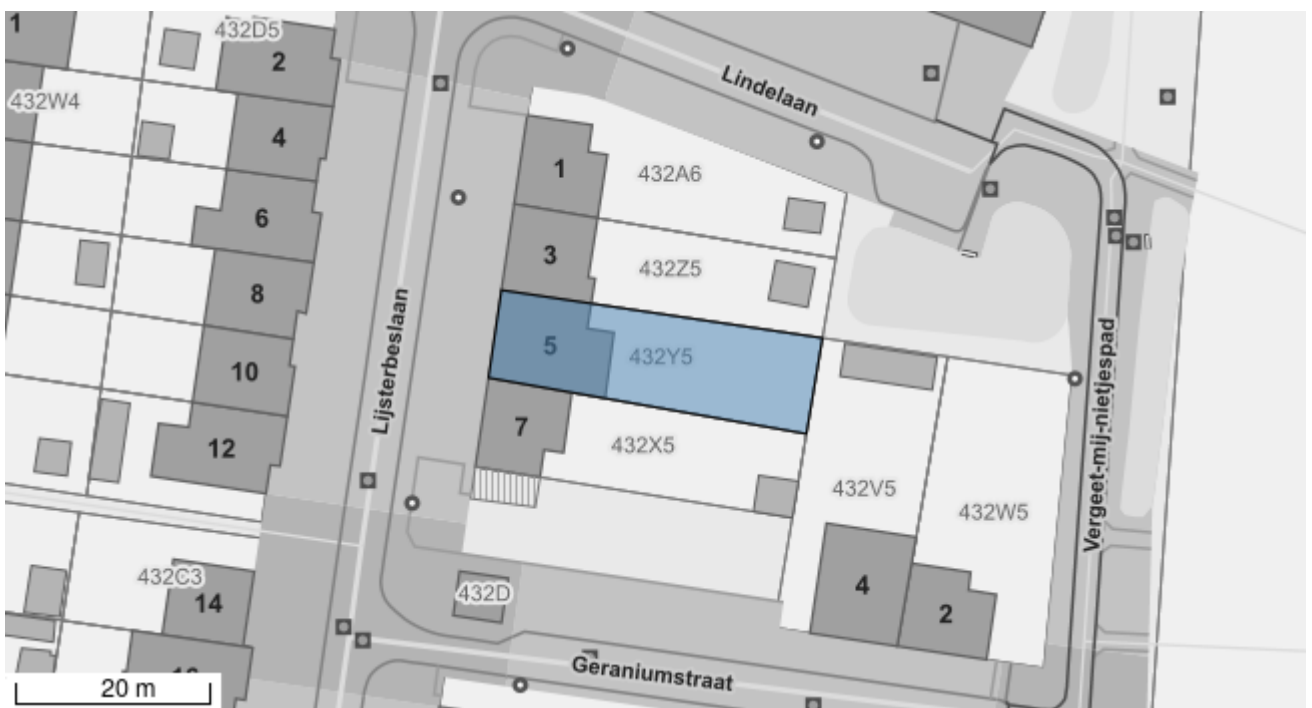 1
432D5
2
432W4
4
6
8
10
12
432C3
14
Lindelaan
1
432A6
3
432Z5
5
432Y5
7
432X5
Lijsterbeslaan
432V5
432W5
Vergeet-mij-nietjespad
432D
4
2
Geraniumstraat
20 m